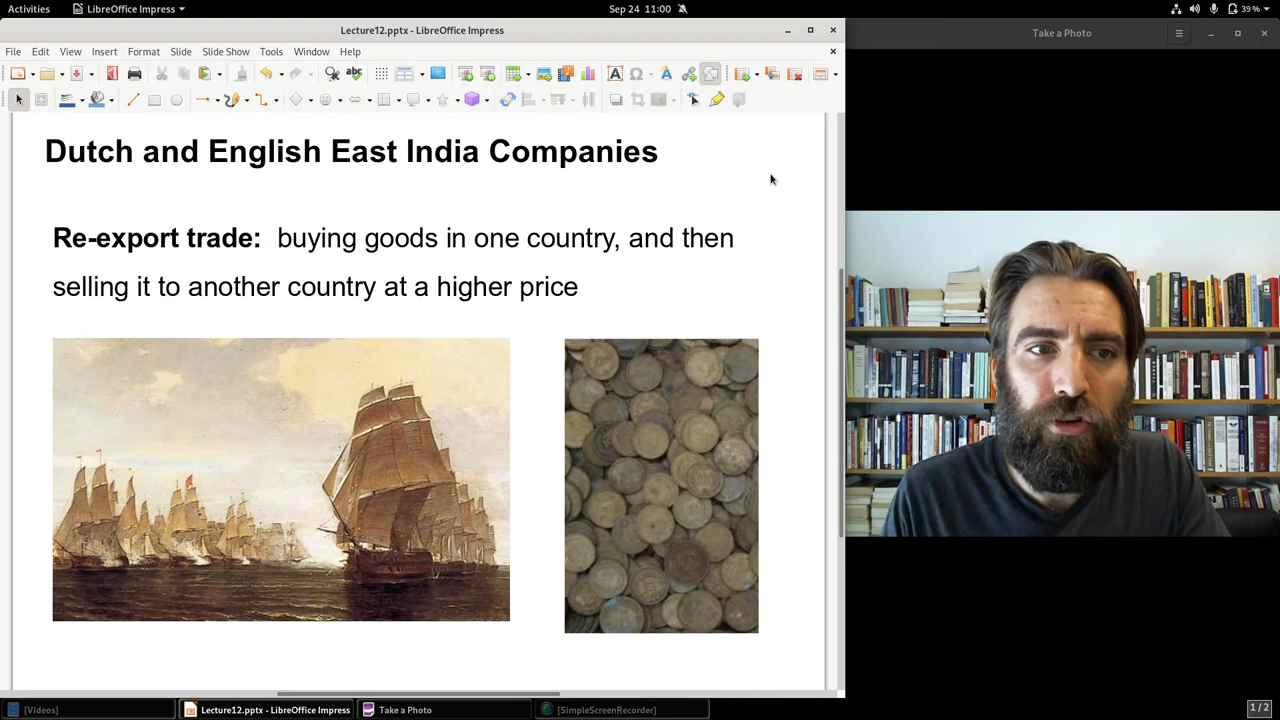 Activities LibreOffice Impress Sep 24 11:00 39 %
Lecture12.pptx - LibreOffice Impress
Take a Photo
File Edit View Insert Format Slide Slide Show Tools Window Help
Dutch and English East India Companies
Re-export trade: buying goods in one country, and then
selling it to another country at a higher price
[Videos] Lecture12.pptx - LibreOffice Impress Take a Photo [SimpleScreenRecorder] 1 / 2